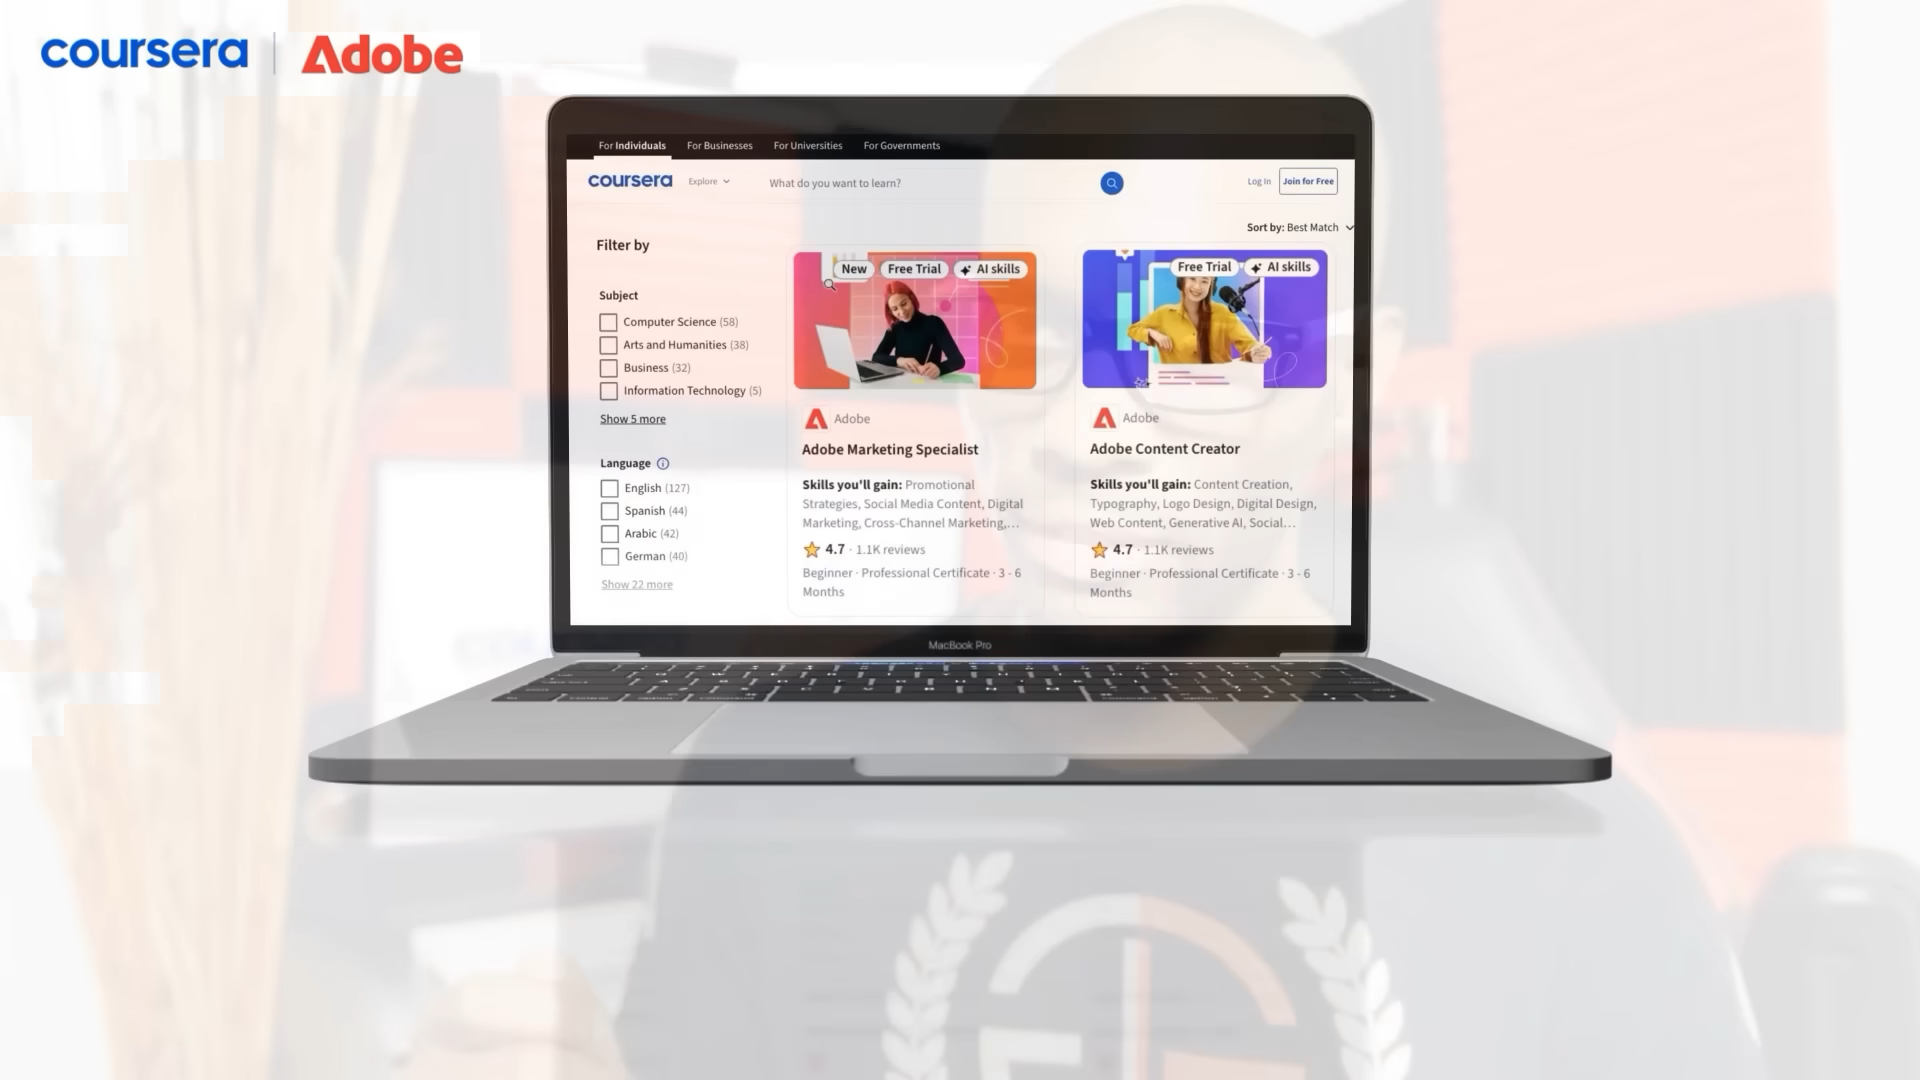 coursera | Adobe
For Individuals For Businesses For Universities For Governments
coursera Explore What do you want to learn? Log In Join for Free
Sort by: Best Match
Filter by
Subject
Computer Science (58)
Arts and Humanities (38)
Business (32)
Information Technology (5)
Show 5 more
Language
English (127)
Spanish (44)
Arabic (42)
German (40)
Show 22 more
New Free Trial AI skills
Adobe
Adobe Marketing Specialist
Skills you'll gain: Promotional
Strategies, Social Media Content, Digital
Marketing, Cross-Channel Marketing,...
4.7 · 1.1K reviews
Beginner · Professional Certificate · 3 - 6
Months
Free Trial AI skills
Adobe
Adobe Content Creator
Skills you'll gain: Content Creation,
Typography, Logo Design, Digital Design,
Web Content, Generative AI, Social...
4.7 · 1.1K reviews
Beginner · Professional Certificate · 3 - 6
Months
MacBook Pro